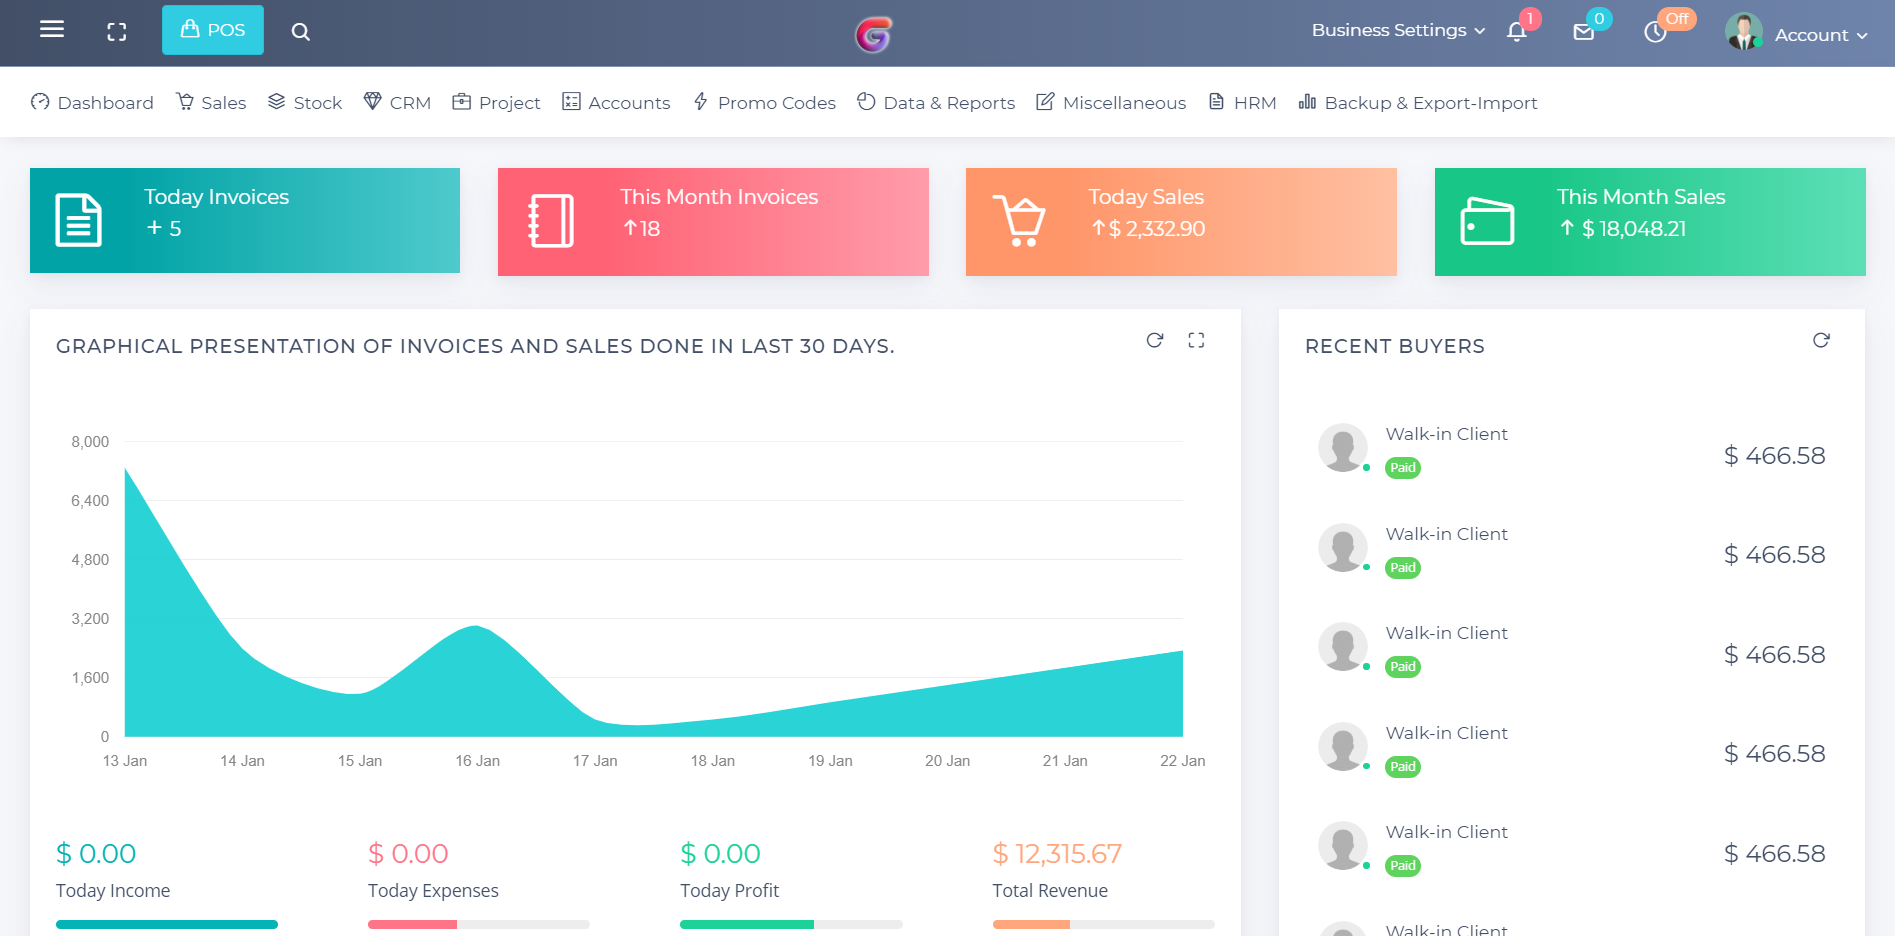 POS
Business Settings
1
0
Off
Account
Dashboard Sales Stock CRM Project Accounts Promo Codes Data & Reports Miscellaneous HRM Backup & Export-Import
Today Invoices
+ 5
This Month Invoices
↑18
Today Sales
↑$ 2,332.90
This Month Sales
↑ $ 18,048.21
GRAPHICAL PRESENTATION OF INVOICES AND SALES DONE IN LAST 30 DAYS.
8,000
6,400
4,800
3,200
1,600
0
13 Jan 14 Jan 15 Jan 16 Jan 17 Jan 18 Jan 19 Jan 20 Jan 21 Jan 22 Jan
$ 0.00
Today Income
$ 0.00
Today Expenses
$ 0.00
Today Profit
$ 12,315.67
Total Revenue
RECENT BUYERS
Walk-in Client
Paid
$ 466.58
Walk-in Client
Paid
$ 466.58
Walk-in Client
Paid
$ 466.58
Walk-in Client
Paid
$ 466.58
Walk-in Client
Paid
$ 466.58
Walk-in Client